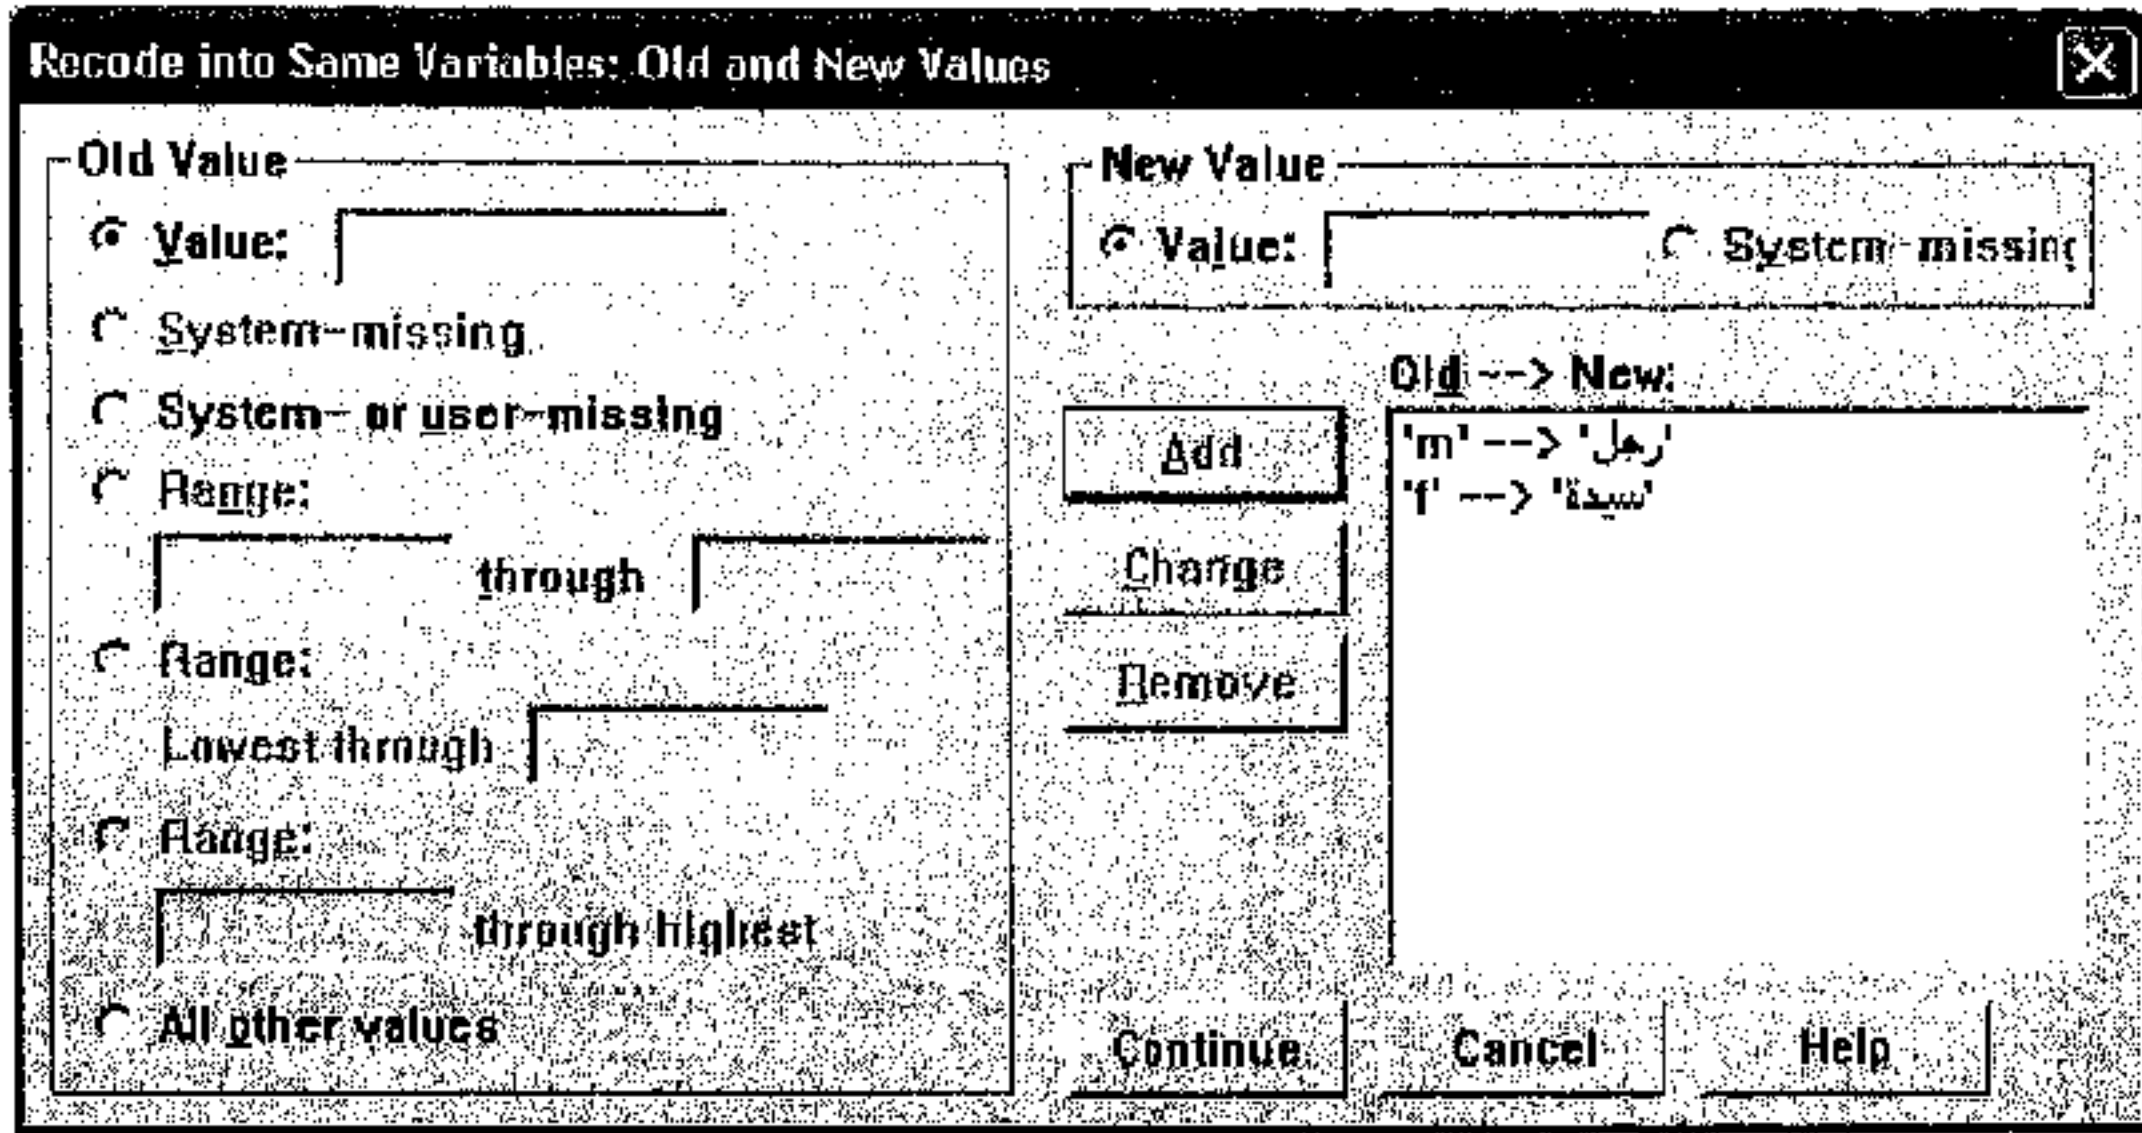 Recode into Same Variables: Old and New Values
Old Value
Value:
System-missing
System- or user-missing
Range:
through
Range:
Lowest through
Range:
through highest
All other values
New Value
Value: System-missing
Old --> New:
'm' --> 'رجل'
'f' --> 'سيدة'
Add
Change
Remove
Continue
Cancel
Help